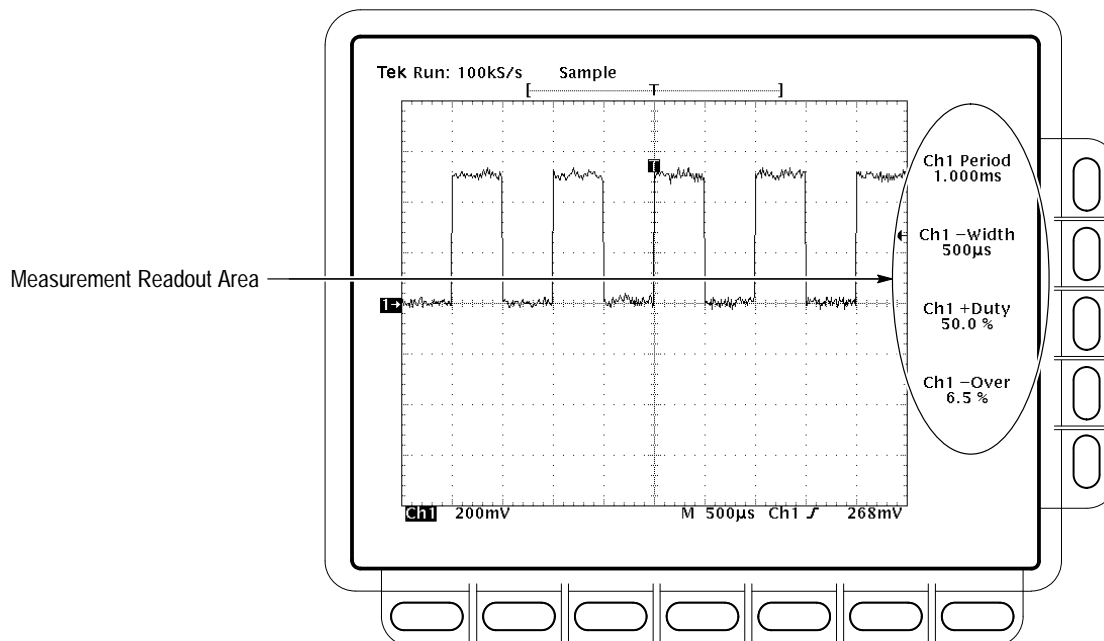 Tek Run: 100kS/s Sample
T
Ch1 Period
1.000ms
Ch1 −Width
500µs
Measurement Readout Area
1→
Ch1 +Duty
50.0 %
Ch1 −Over
6.5 %
Ch1 200mV M 500µs Ch1 268mV